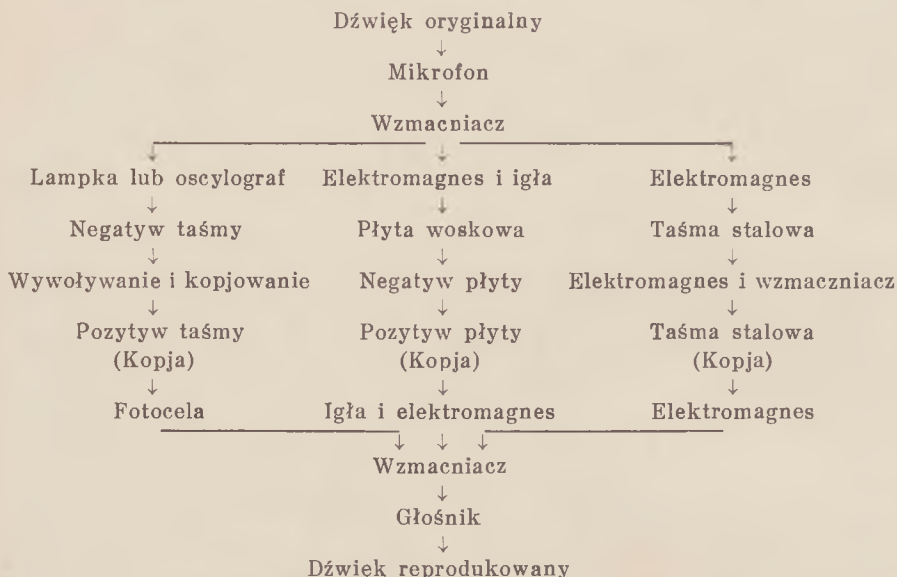 Dźwięk oryginalny
↓
Mikrofon
↓
Wzmacniacz
↓ ↓ ↓
Lampka lub oscylograf Elektromagnes i igła Elektromagnes
↓ ↓ ↓
Negatyw taśmy Płyta woskowa Taśma stalowa
↓ ↓ ↓
Wywoływanie i kopjowanie Negatyw płyty Elektromagnes i wzmaczniacz
↓ ↓ ↓
Pozytyw taśmy Pozytyw płyty Taśma stalowa
(Kopja) (Kopja) (Kopja)
↓ ↓ ↓
Fotocela Igła i elektromagnes Elektromagnes
↓ ↓ ↓
Wzmacniacz
↓
Głośnik
↓
Dźwięk reprodukowany